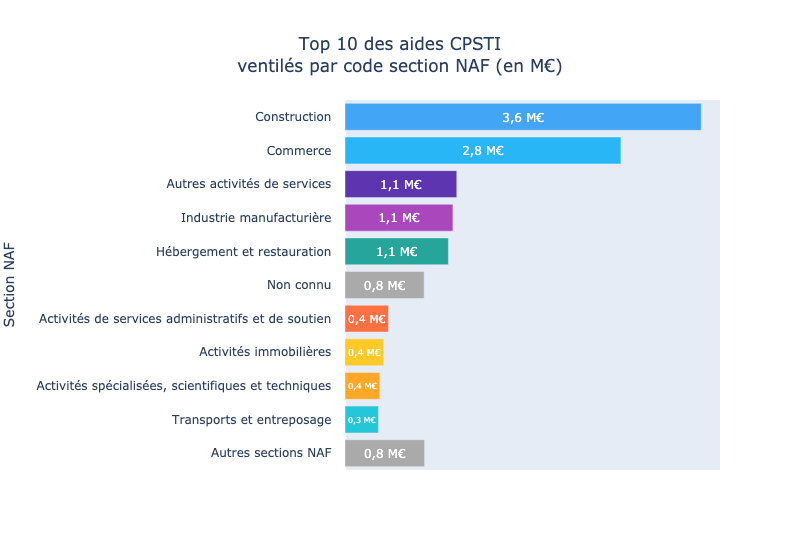 Top 10 des aides CPSTI
ventilés par code section NAF (en M€)
Section NAF
Construction 3,6 M€
Commerce 2,8 M€
Autres activités de services 1,1 M€
Industrie manufacturière 1,1 M€
Hébergement et restauration 1,1 M€
Non connu 0,8 M€
Activités de services administratifs et de soutien 0,4 M€
Activités immobilières 0,4 M€
Activités spécialisées, scientifiques et techniques 0,4 M€
Transports et entreposage 0,3 M€
Autres sections NAF 0,8 M€